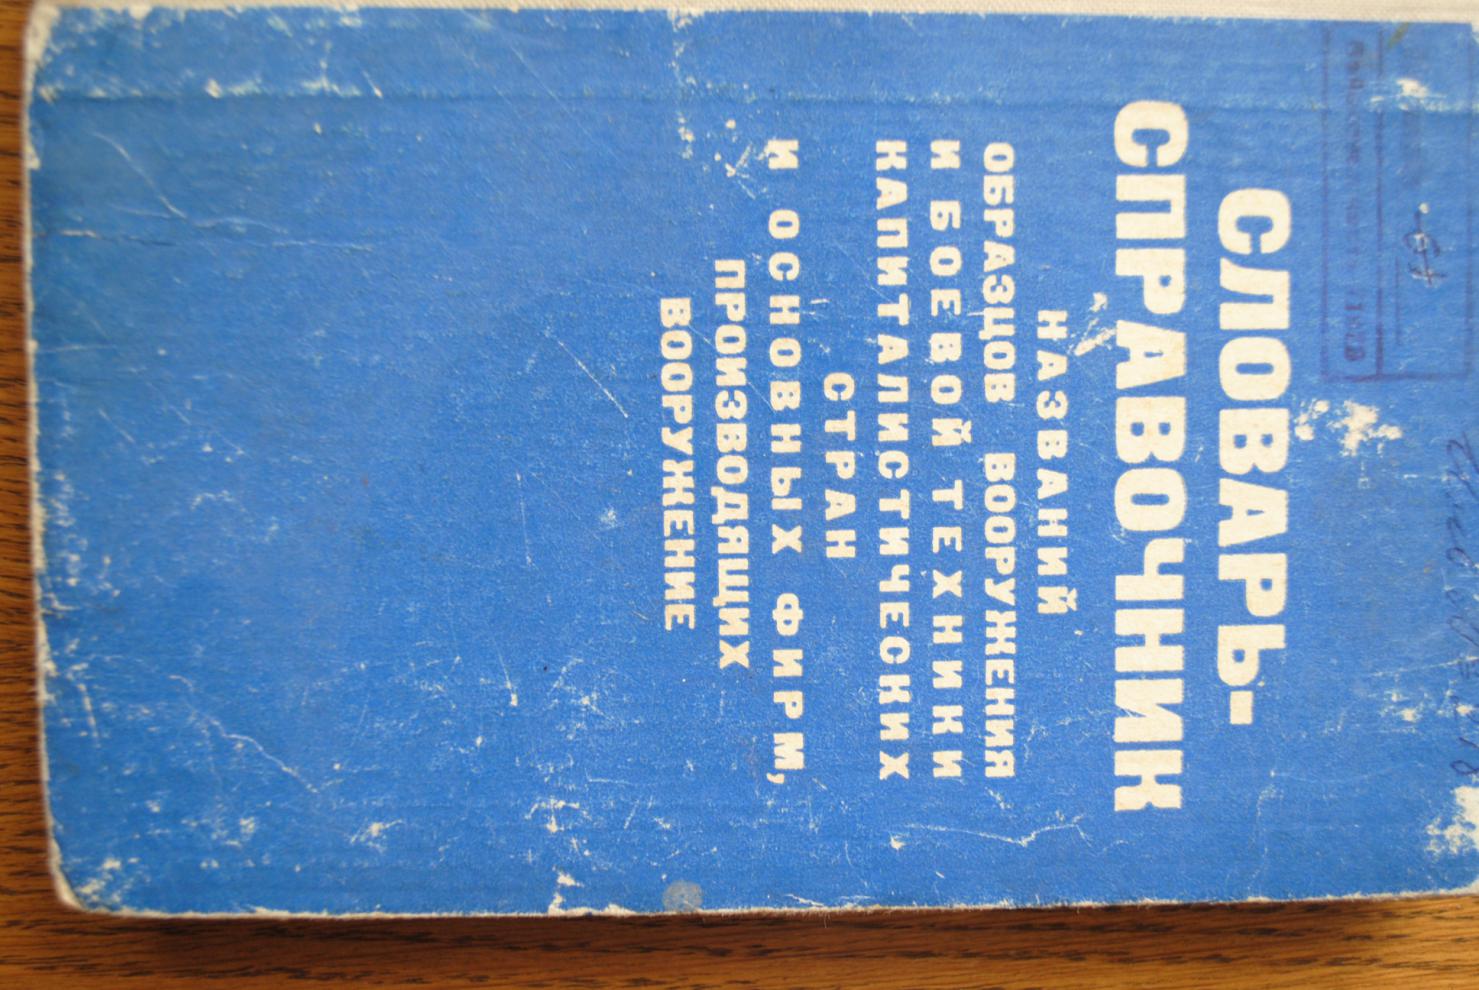 СЛОВАРЬ-
СПРАВОЧНИК
НАЗВАНИЙ
ОБРАЗЦОВ ВООРУЖЕНИЯ
И БОЕВОЙ ТЕХНИКИ
КАПИТАЛИСТИЧЕСКИХ
СТРАН
И ОСНОВНЫХ ФИРМ,
ПРОИЗВОДЯЩИХ
ВООРУЖЕНИЕ